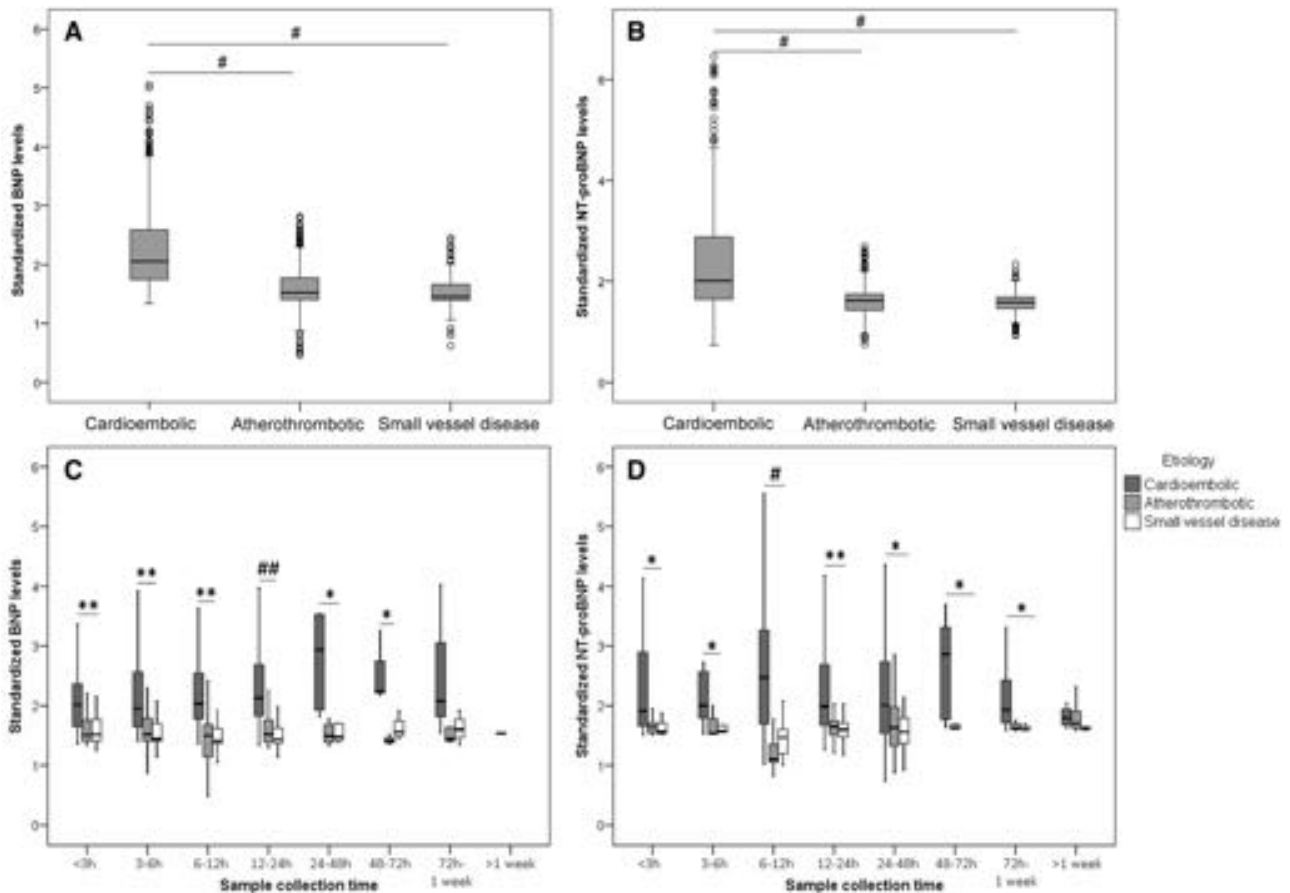 A
#
#
Standardized BNP levels
6
5
4
3
2
1
0
Cardioembolic
Atherothrombotic
Small vessel disease
B
#
#
Standardized NT-proBNP levels
6
4
2
0
Cardioembolic
Atherothrombotic
Small vessel disease
C
Standardized BNP levels
6
5
4
3
2
1
0
**
**
**
##
*
*
<3h
3-6h
6-12h
12-24h
24-48h
48-72h
72h-
1 week
>1 week
Sample collection time
D
Standardized NT-proBNP levels
6
5
4
3
2
1
0
*
*
#
**
*
*
*
<3h
3-6h
6-12h
12-24h
24-48h
48-72h
72h-
1 week
>1 week
Sample collection time
Etiology
Cardioembolic
Atherothrombotic
Small vessel disease